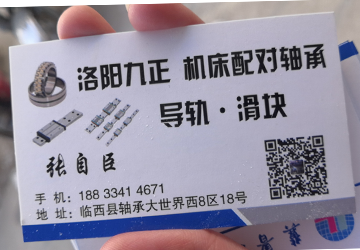 洛阳九正 机床配对轴承
导轨·滑块
张自臣
手 机: 188 3341 4671
地 址: 临西县轴承大世界西8区18号